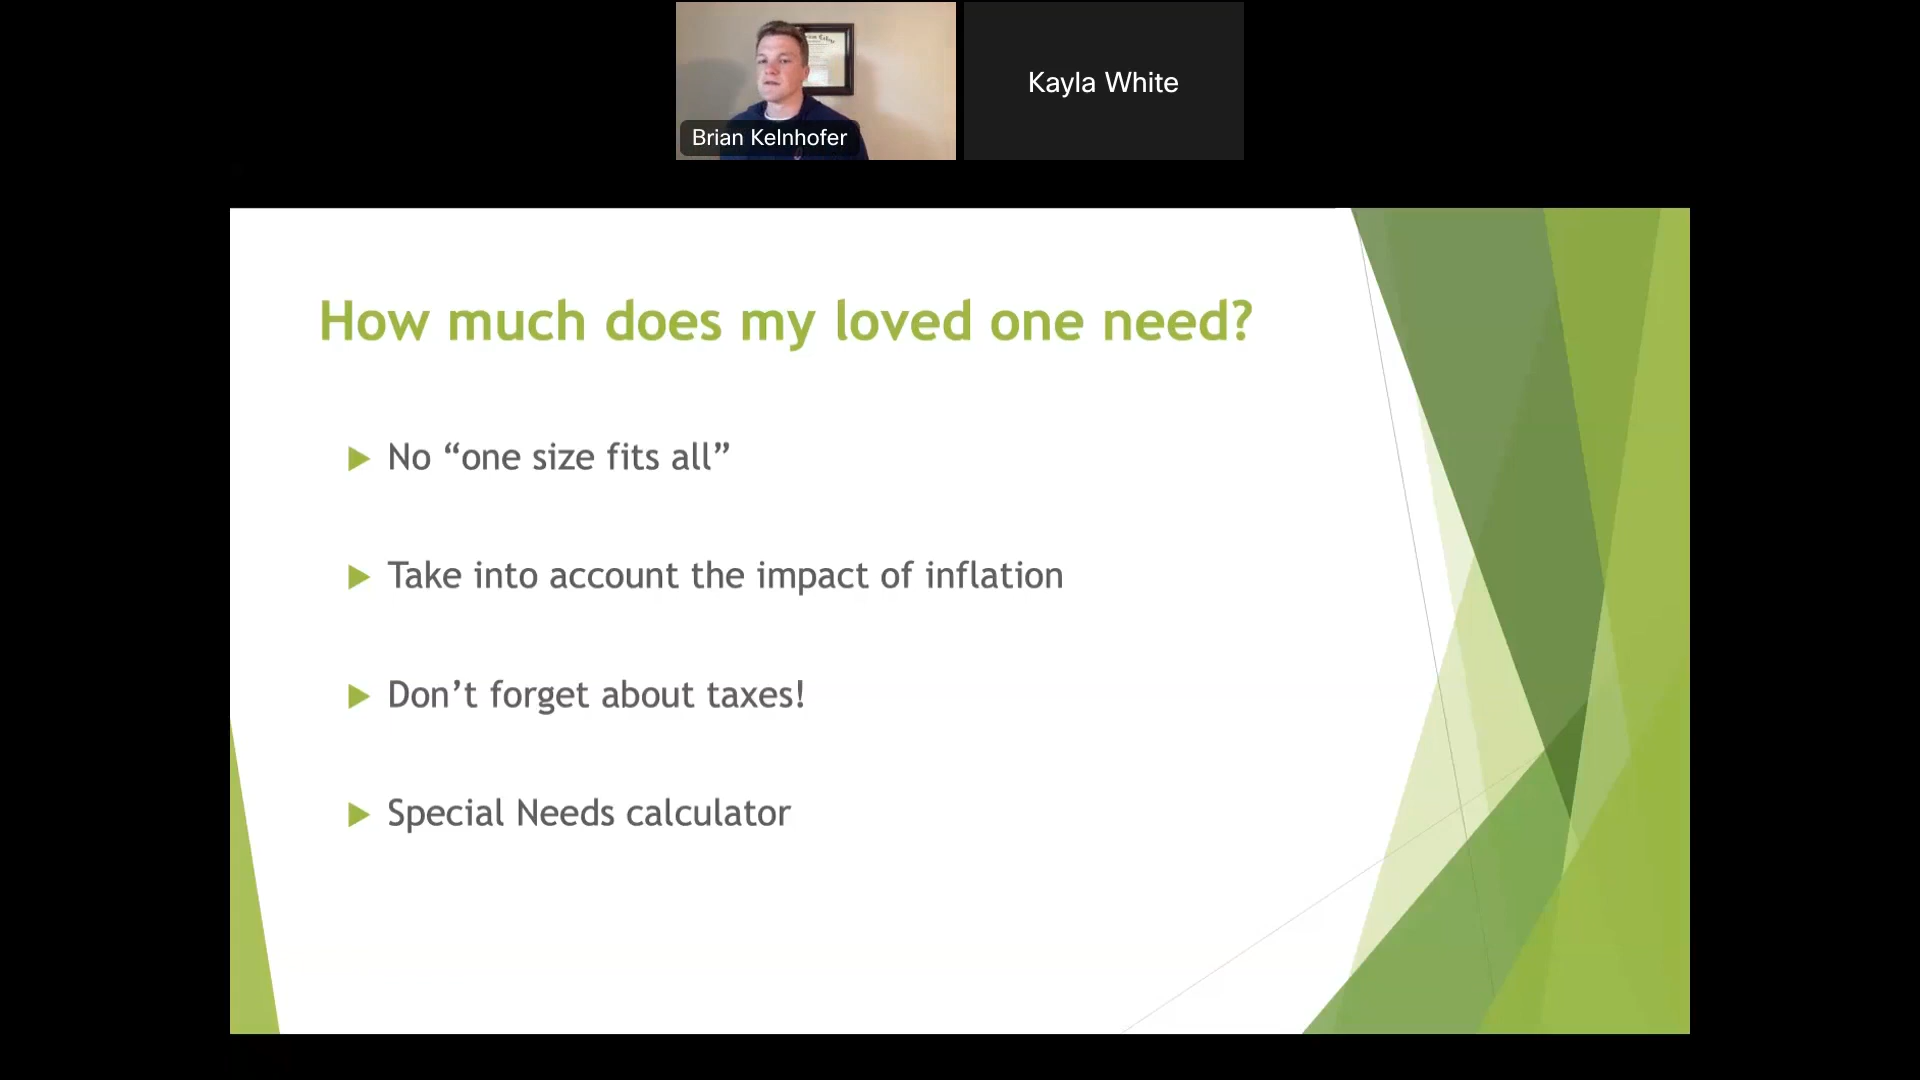 Brian Kelnhofer
Kayla White
How much does my loved one need?
No “one size fits all”
Take into account the impact of inflation
Don’t forget about taxes!
Special Needs calculator